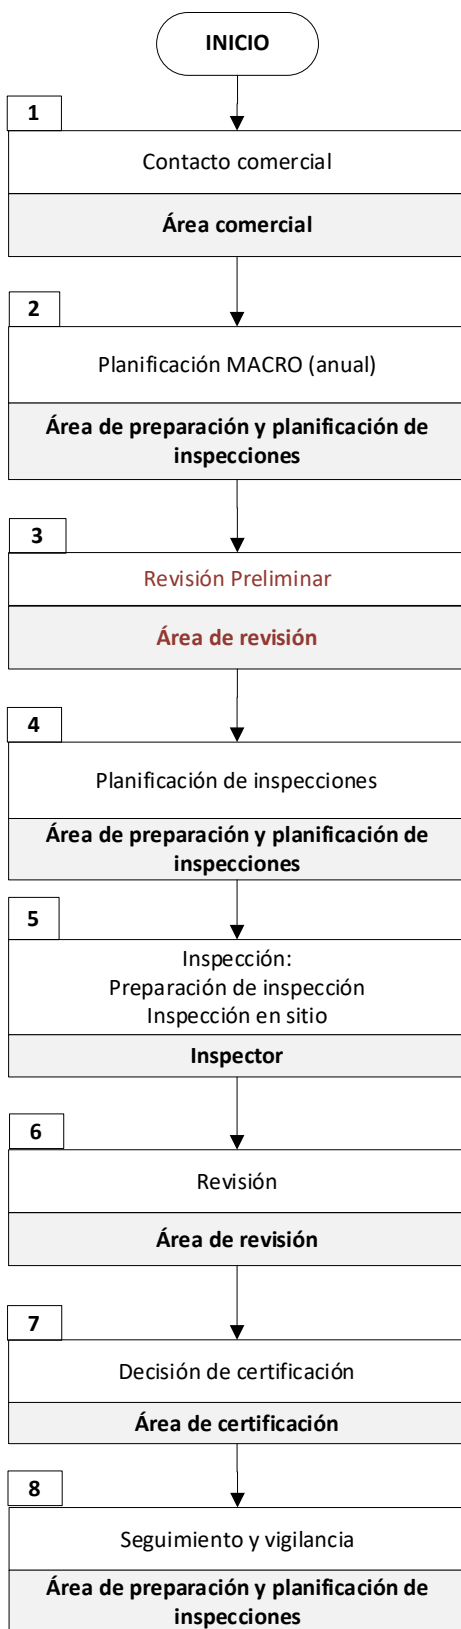 INICIO
1
Contacto comercial
Área comercial
2
Planificación MACRO (anual)
Área de preparación y planificación de
inspecciones
3
Revisión Preliminar
Área de revisión
4
Planificación de inspecciones
Área de preparación y planificación de
inspecciones
5
Inspección:
Preparación de inspección
Inspección en sitio
Inspector
6
Revisión
Área de revisión
7
Decisión de certificación
Área de certificación
8
Seguimiento y vigilancia
Área de preparación y planificación de
inspecciones